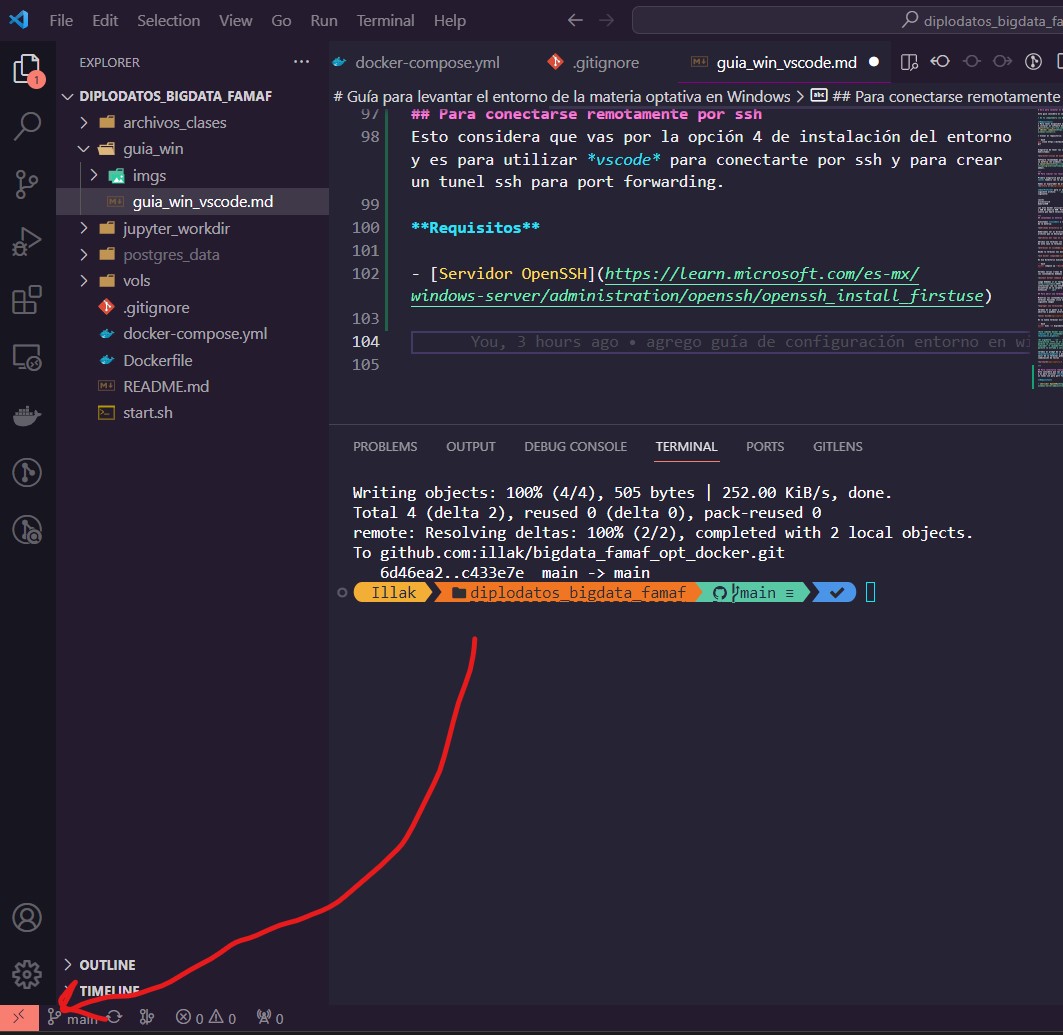 File Edit Selection View Go Run Terminal Help
diplodatos_bigdata_fa
1
EXPLORER
DIPLODATOS_BIGDATA_FAMAF
archivos_clases
guia_win
imgs
guia_win_vscode.md
jupyter_workdir
postgres_data
vols
.gitignore
docker-compose.yml
Dockerfile
README.md
start.sh
OUTLINE
TIMELINE
docker-compose.yml .gitignore guia_win_vscode.md
# Guía para levantar el entorno de la materia optativa en Windows > ## Para conectarse remotamente
97 ## Para conectarse remotamente por ssh
98 Esto considera que vas por la opción 4 de instalación del entorno
y es para utilizar *vscode* para conectarte por ssh y para crear
un tunel ssh para port forwarding.
99
100 **Requisitos**
101
102 - [Servidor OpenSSH](https://learn.microsoft.com/es-mx/
windows-server/administration/openssh/openssh_install_firstuse)
103
104 You, 3 hours ago • agrego guía de configuración entorno en wi
105
PROBLEMS OUTPUT DEBUG CONSOLE TERMINAL PORTS GITLENS
Writing objects: 100% (4/4), 505 bytes | 252.00 KiB/s, done.
Total 4 (delta 2), reused 0 (delta 0), pack-reused 0
remote: Resolving deltas: 100% (2/2), completed with 2 local objects.
To github.com:illak/bigdata_famaf_opt_docker.git
6d46ea2..c433e7e main -> main
Illak diplodatos_bigdata_famaf main ≡
main 0 0 0